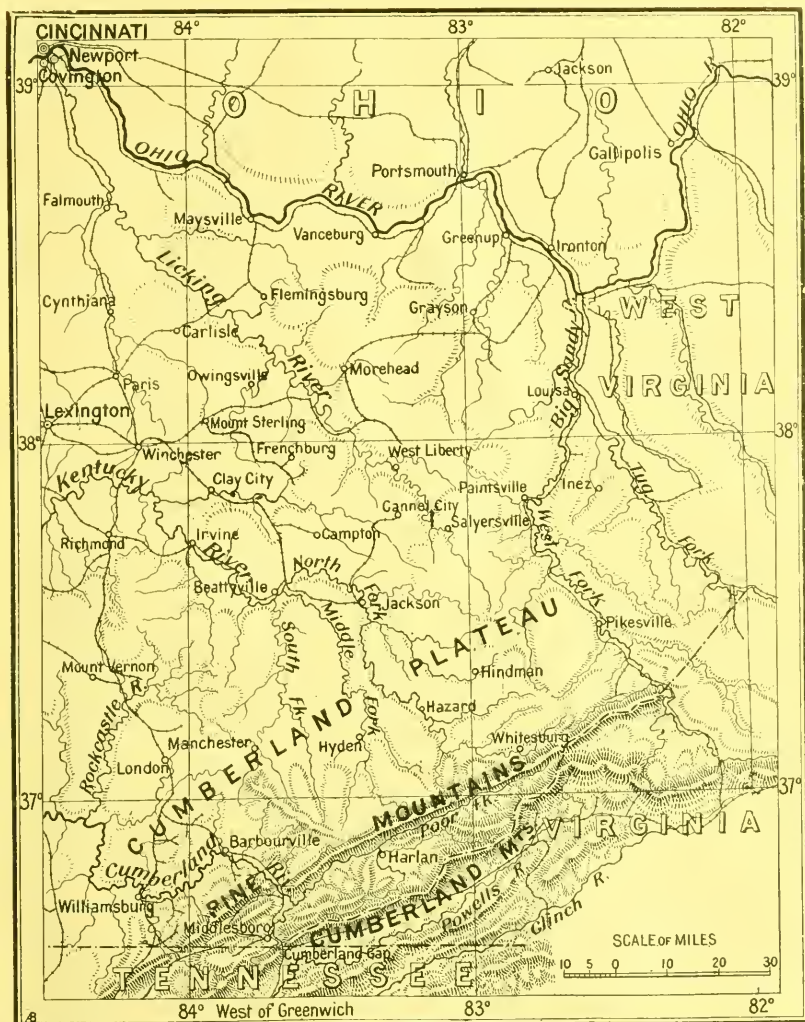 84° 83° 82°
CINCINNATI
Newport
Covington
39°
OHIO
Jackson
OHIO R.
OHIO RIVER
Portsmouth
Gallipolis
Falmouth
Maysville
Vanceburg
Greenup
Ironton
Licking River
Cynthiana
Flemingsburg
Grayson
WEST VIRGINIA
Carlisle
Big Sandy R.
Paris
Owingsville
Morehead
Louisa
Lexington
Mount Sterling
38° 38°
Winchester
Frenchburg
West Liberty
Tug Fork
Kentucky River
Clay City
Cannel City
Paintsville
Inez
Salyersville
West Fork
Richmond
Irvine
Campton
Beattyville
North Fork
Jackson
South Fk.
Middle Fork
Pikesville
CUMBERLAND PLATEAU
Mount Vernon
Hindman
Rockcastle R.
Hazard
Manchester
Hyden
Whitesburg
London
37° 37°
PINE MOUNTAINS
Poor FK.
VIRGINIA
Barbourville
Harlan
Cumberland Riv.
CUMBERLAND MTS.
Powells R.
Clinch R.
Williamsburg
Middlesboro
Cumberland Gap
SCALE OF MILES
10 5 0 10 20 30
TENNESSEE
84° West of Greenwich 83° 82°